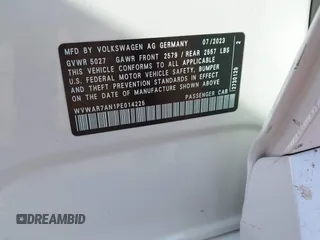 MFD BY VOLKSWAGEN AG GERMANY 07/2023
GVWR 5027 GAWR FRONT 2579 / REAR 2557 LBS
THIS VEHICLE CONFORMS TO ALL APPLICABLE
U.S. FEDERAL MOTOR VEHICLE SAFETY, BUMPER
AND THEFT PREVENTION STANDARDS IN EFFECT
ON THE DATE OF MANUFACTURE SHOWN ABOVE.
WVWAR7AN1PE014225 PASSENGER CAR
DREAMBID